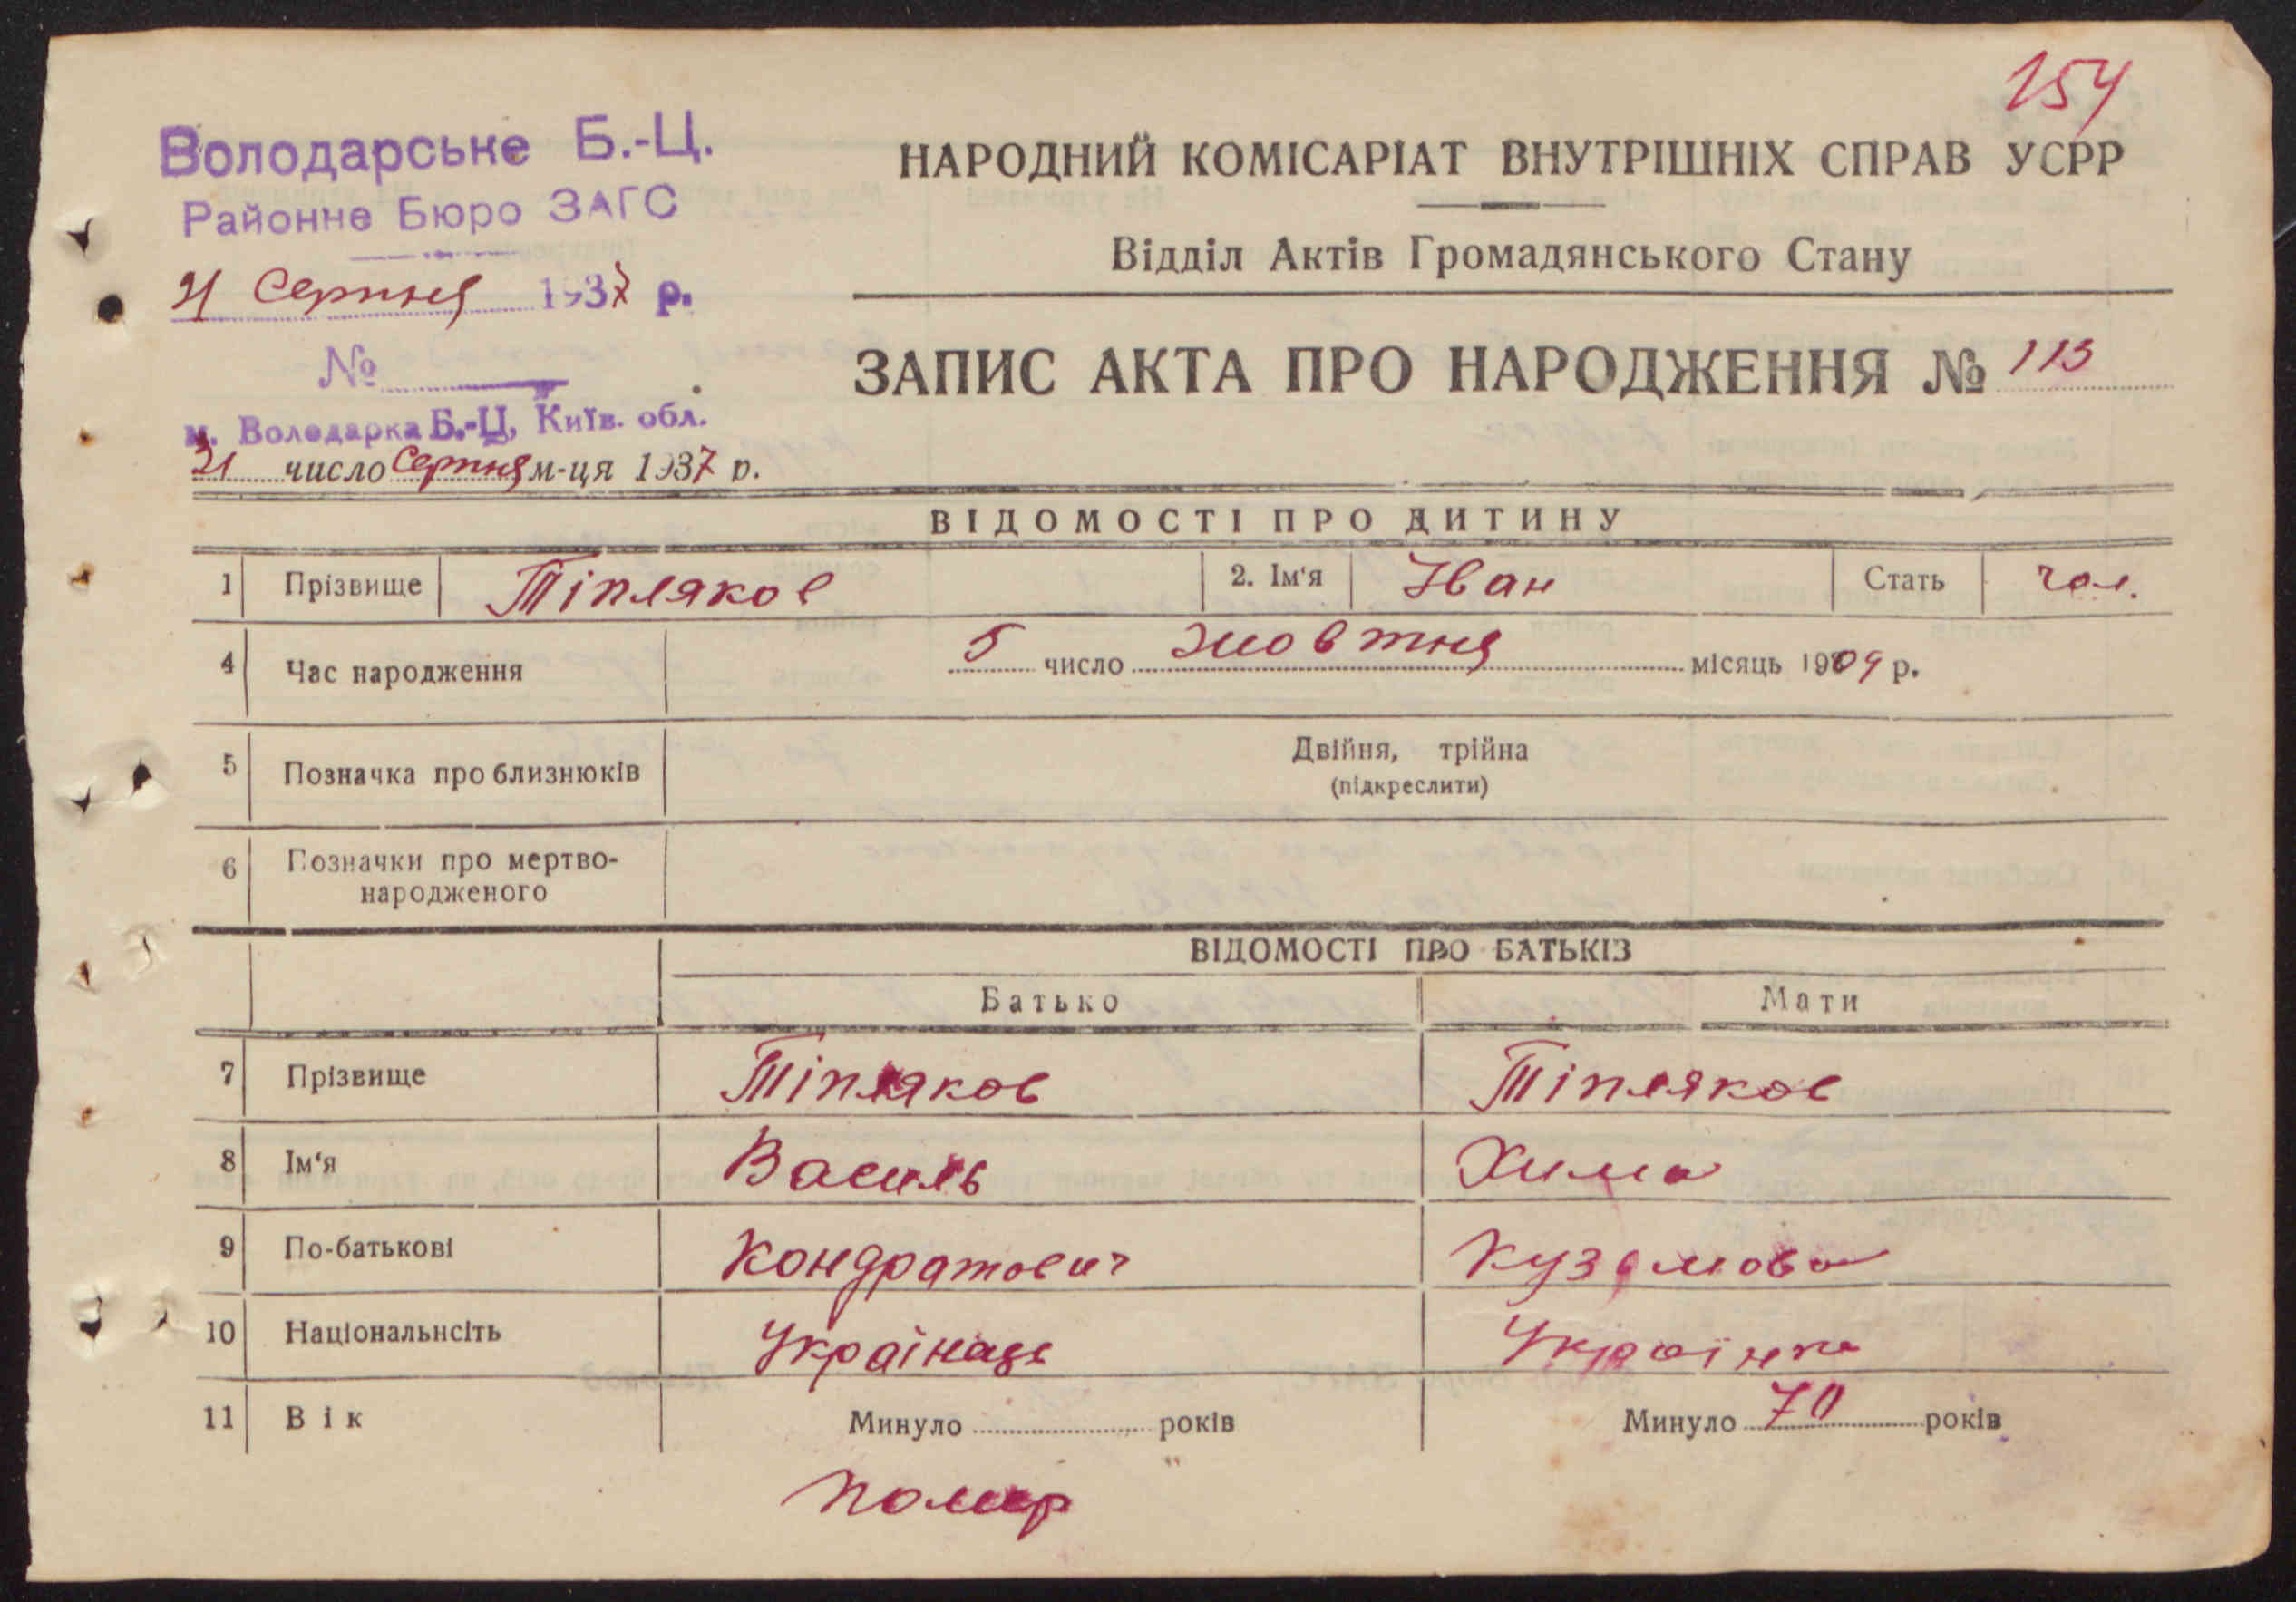 154
Володарське Б.-Ц.
Районне Бюро ЗАГС
21 Серпня 1937 р.
№
м. Володарка Б.-Ц, Київ. обл.
21 число Серпня м-ця 1937 р.
НАРОДНИЙ КОМІСАРІАТ ВНУТРІШНІХ СПРАВ УСРР
Відділ Актів Громадянського Стану
ЗАПИС АКТА ПРО НАРОДЖЕННЯ № 113
ВІДОМОСТІ ПРО ДИТИНУ
1 Прізвище Тіпляков 2. Ім'я Іван Стать чол.
4 Час народження 5 число жовтня місяць 1909 р.
5 Позначка про близнюків Двійня, трійна
(підкреслити)
6 Позначки про мертво-
народженого
ВІДОМОСТІ ПРО БАТЬКІВ
Батько Мати
7 Прізвище Тіпляков Тіпляков
8 Ім'я Василь Хима
9 По-батькові Кондратович Кузьмова
10 Національнсіть Українець Українка
11 Вік Минуло років Минуло 70 років
помер